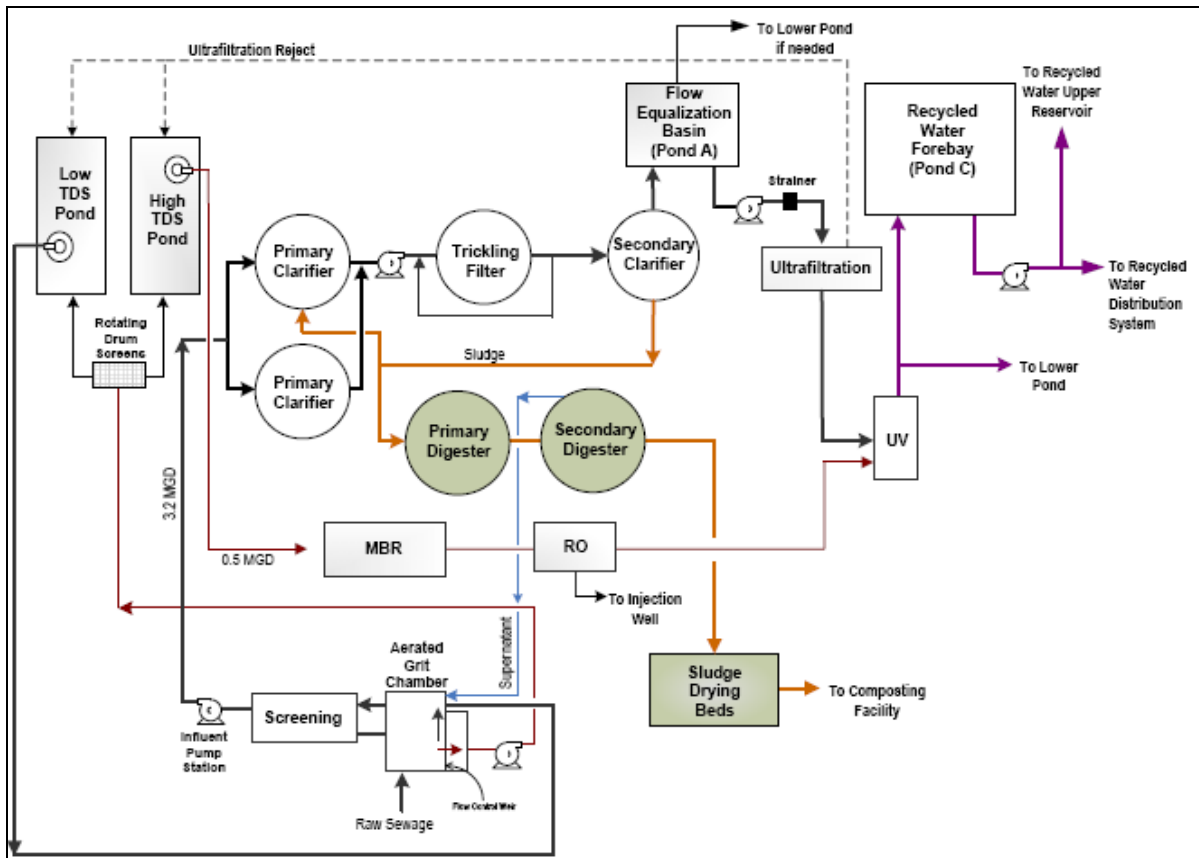 Ultrafiltration Reject
To Lower Pond
if needed
To Recycled
Water Upper
Reservoir
Flow
Equalization
Basin
(Pond A)
Recycled
Water
Forebay
(Pond C)
Low
TDS
Pond
High
TDS
Pond
Strainer
Primary
Clarifier
Trickling
Filter
Secondary
Clarifier
Ultrafiltration
To Recycled
Water
Distribution
System
Rotating
Drum
Screens
Sludge
Primary
Clarifier
To Lower
Pond
Primary
Digester
Secondary
Digester
UV
3.2 MGD
0.5 MGD
MBR
RO
To Injection
Well
Supernatant
Aerated
Grit
Chamber
Sludge
Drying
Beds
To Composting
Facility
Screening
Influent
Pump
Station
Flow Control Weir
Raw Sewage